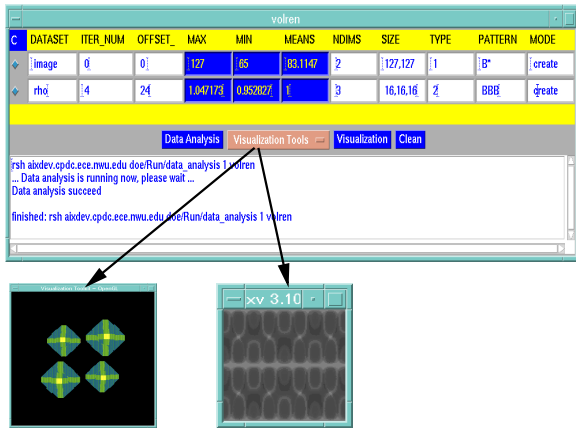 volren
C DATASET ITER_NUM OFFSET_ MAX MIN MEANS NDIMS SIZE TYPE PATTERN MODE
image 0 0 127 65 83.1147 2 127,127 1 B* create
rho 4 24 1.047173 0.952827 1 3 16,16,16 2 BBB create
Data Analysis Visualization Tools Visualization Clean
rsh aixdev.cpdc.ece.nwu.edu doe/Run/data_analysis 1 volren
... Data analysis is running now, please wait ...
Data analysis succeed
finished: rsh aixdev.cpdc.ece.nwu.edu doe/Run/data_analysis 1 volren
xv 3.10